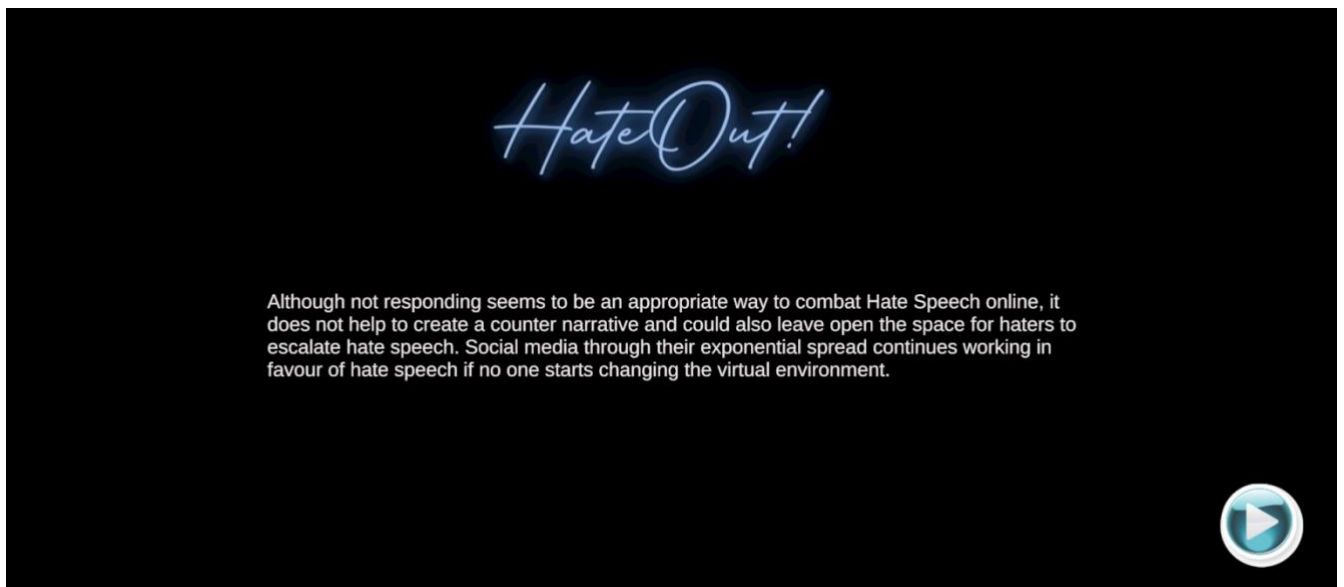 HateOut!
Although not responding seems to be an appropriate way to combat Hate Speech online, it
does not help to create a counter narrative and could also leave open the space for haters to
escalate hate speech. Social media through their exponential spread continues working in
favour of hate speech if no one starts changing the virtual environment.